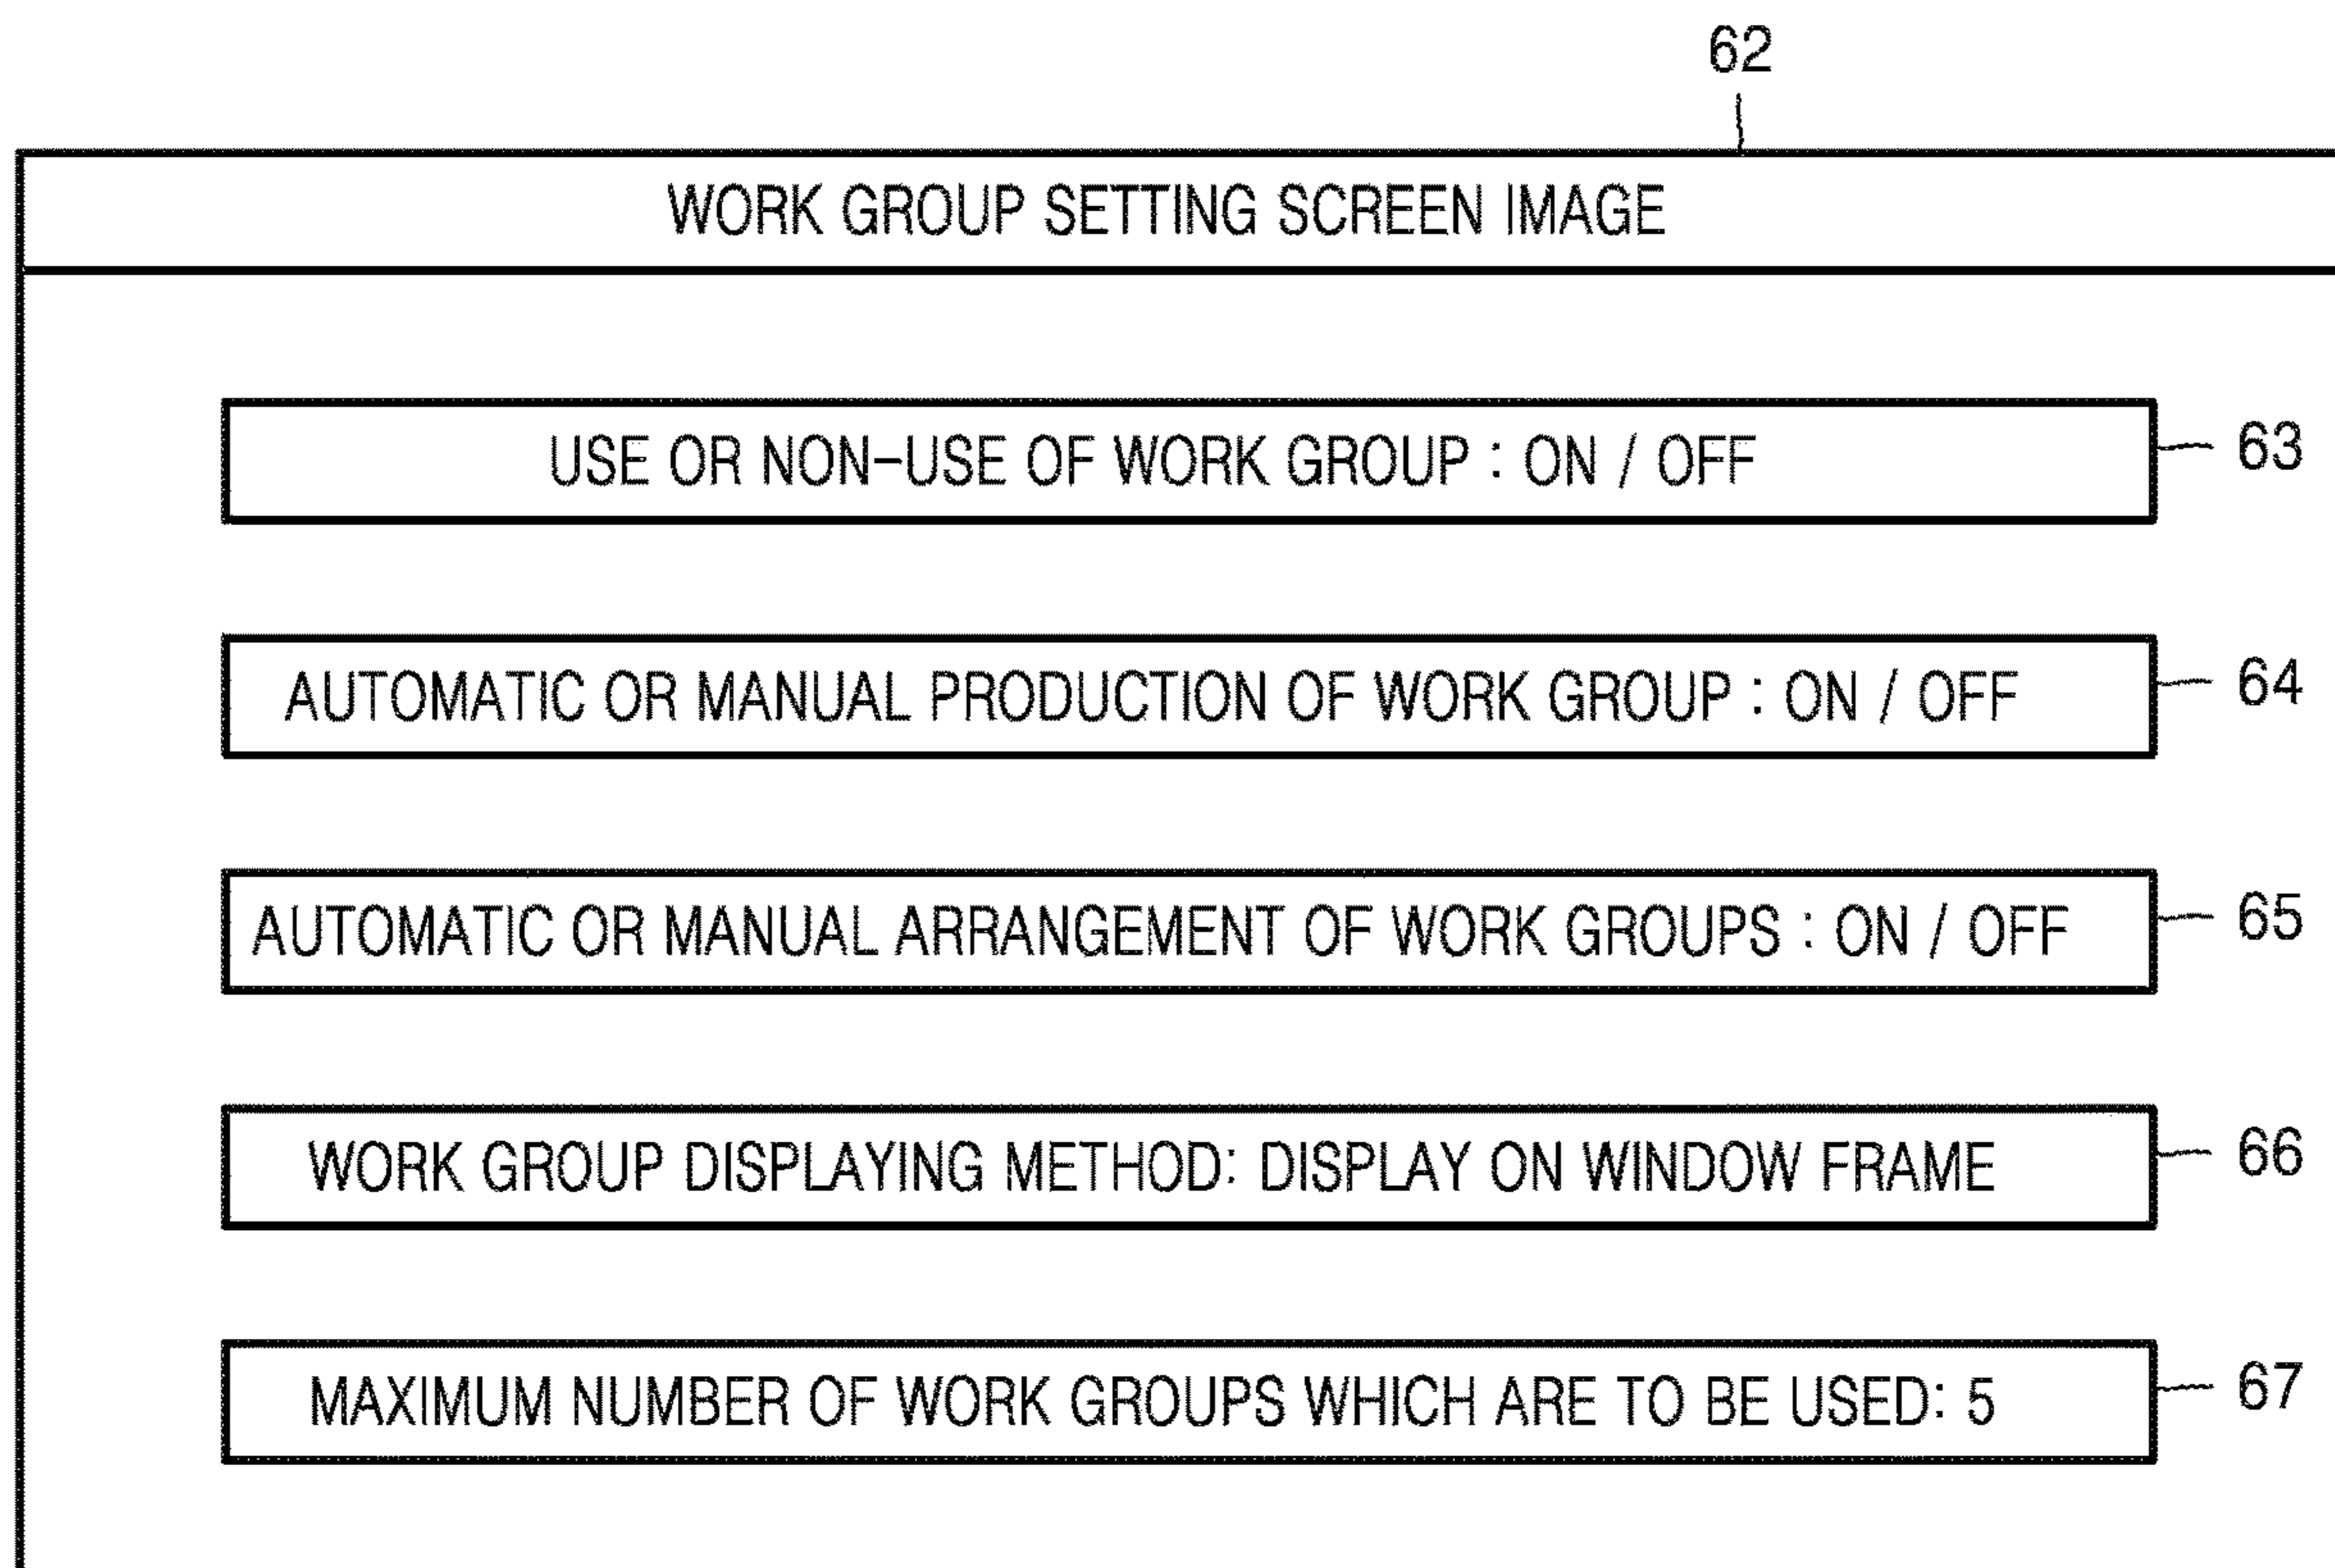 62
WORK GROUP SETTING SCREEN IMAGE
USE OR NON-USE OF WORK GROUP : ON / OFF
63
AUTOMATIC OR MANUAL PRODUCTION OF WORK GROUP : ON / OFF
64
AUTOMATIC OR MANUAL ARRANGEMENT OF WORK GROUPS : ON / OFF
65
WORK GROUP DISPLAYING METHOD: DISPLAY ON WINDOW FRAME
66
MAXIMUM NUMBER OF WORK GROUPS WHICH ARE TO BE USED: 5
67